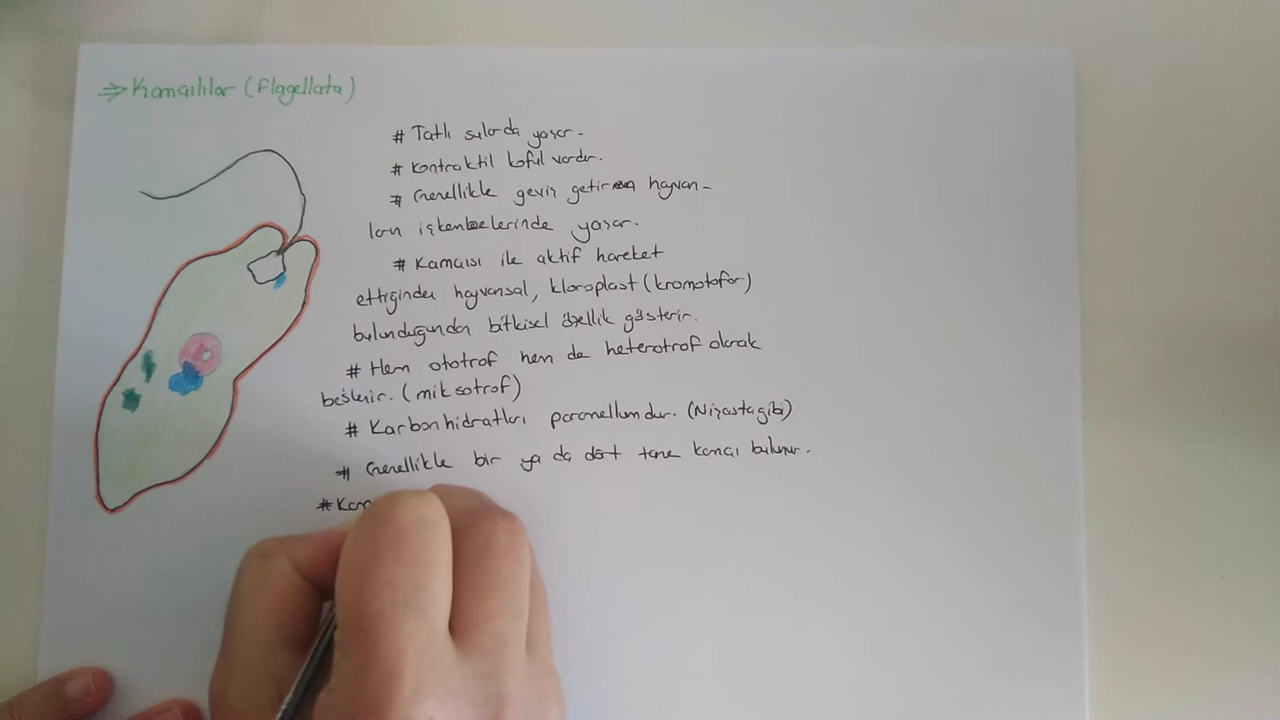 ⇒ Kamçılılar (Flagellata)
# Tatlı sularda yaşar.
# Kontraktil koful vardır.
# Genellikle geviş getiren hayvan-
ların işkembelerinde yaşar.
# Kamçısı ile aktif hareket
ettiğinden hayvansal, kloroplast (kromotofor)
bulunduğundan bitkisel özellik gösterir.
# Hem ototrof hem de heterotrof olarak
beslenir. (miksotrof)
# Karbonhidratları paramellumdur. (Nişasta gibi)
# Genellikle bir ya da dört tane kamçı bulunur.
# Kam